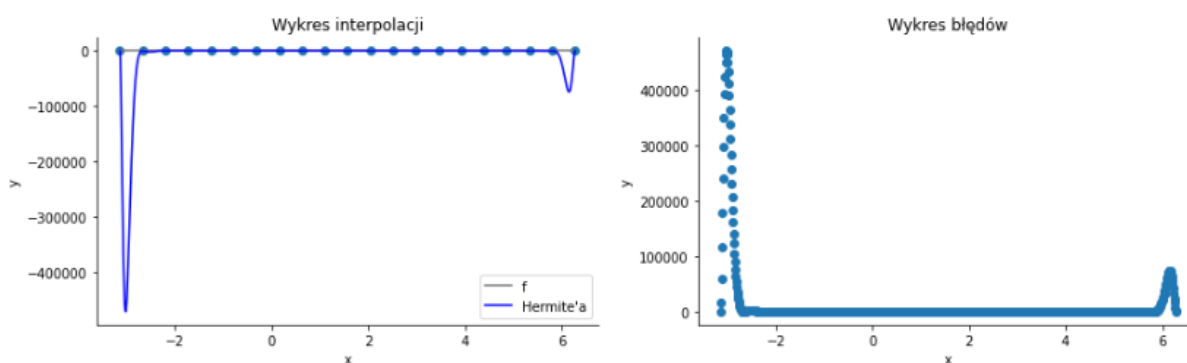 Wykres interpolacji
0
−100000
−200000
−300000
−400000
y
−2
0
2
4
6
x
f
Hermite'a
Wykres błędów
400000
300000
200000
100000
0
y
−2
0
2
4
6
x